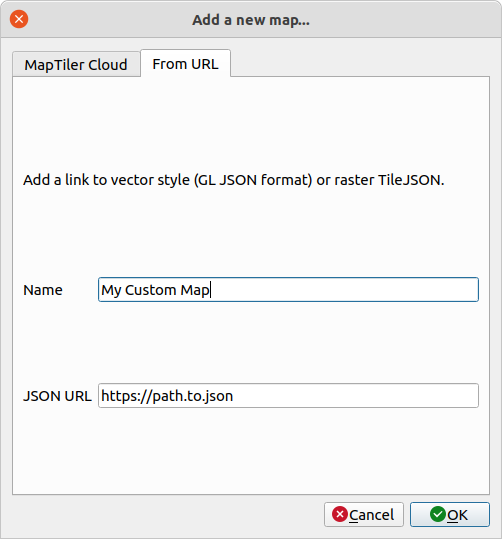 Add a new map...
MapTiler Cloud
From URL
Add a link to vector style (GL JSON format) or raster TileJSON.
Name
My Custom Map
JSON URL
https://path.to.json
Cancel
OK